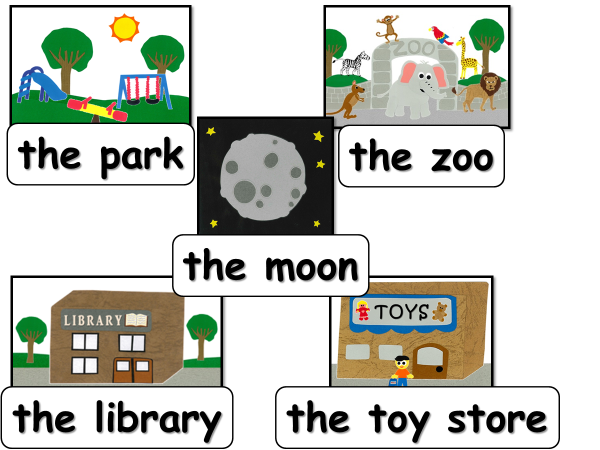 the park
ZOO
the zoo
the moon
LIBRARY
TOYS
the library
the toy store